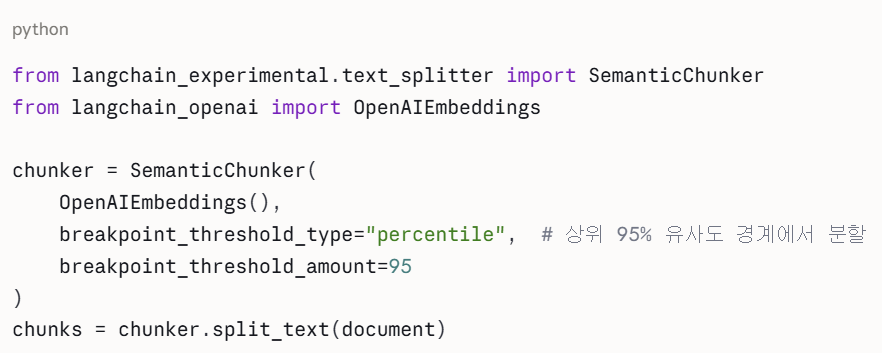 python
from langchain_experimental.text_splitter import SemanticChunker
from langchain_openai import OpenAIEmbeddings
chunker = SemanticChunker(
    OpenAIEmbeddings(),
    breakpoint_threshold_type="percentile",  # 상위 95% 유사도 경계에서 분할
    breakpoint_threshold_amount=95
)
chunks = chunker.split_text(document)